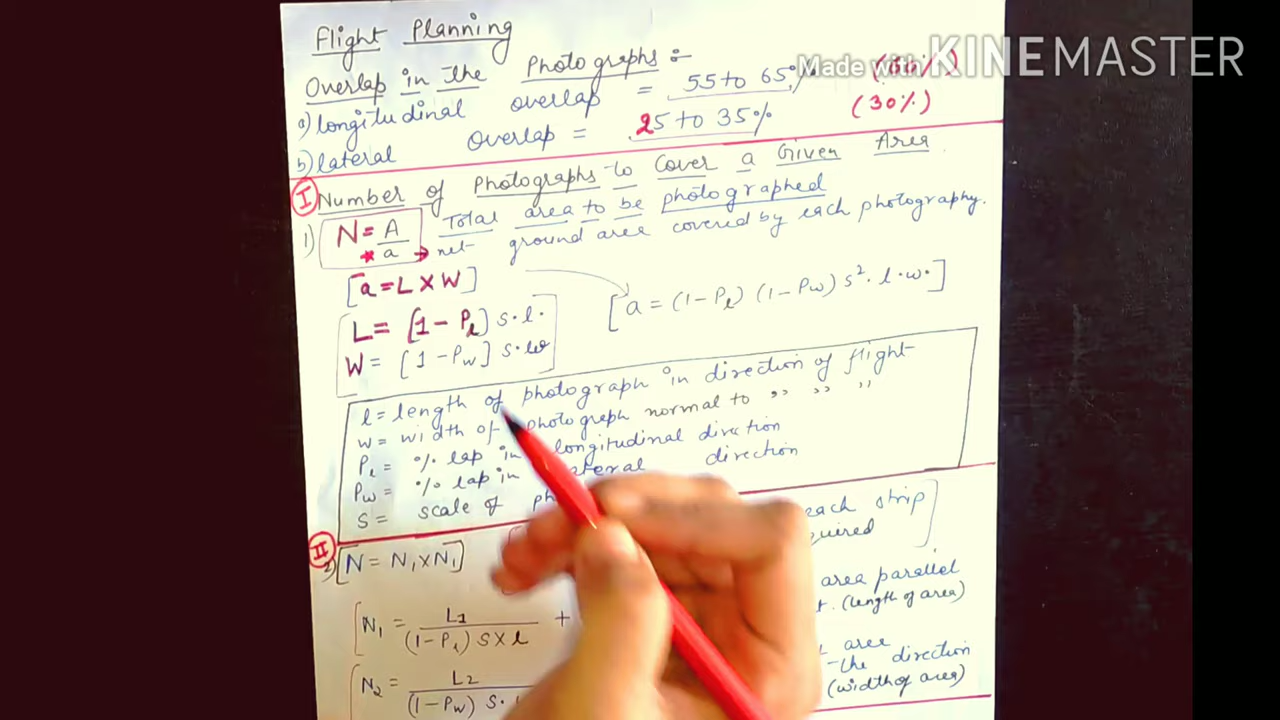 Flight Planning
Overlap in the Photographs :-
a) longitudinal overlap = 55 to 65%
b) lateral overlap = 25 to 35% (30%)
Made with KINEMASTER
I Number of Photographs to Cover a Given Area
1) N = A/a Total area to be photographed
net ground area covered by each photography.
[a = L X W]
[a = (1 - Pl) (1 - Pw) s². l. w.]
L = [1 - Pl] s. l.
W = [1 - Pw] s. w
l = length of photograph in direction of flight
w = width of photograph normal to ,, ,, ,,
Pl = % lap in longitudinal direction
Pw = % lap in lateral direction
s = scale of ph
each strip
quired
II
2) [N = N1 X N1]
area parallel
t. (length of area)
N1 = L1/((1 - Pl) S X l) +
area
the direction
(width of area)
N2 = L2/((1 - Pw) S.